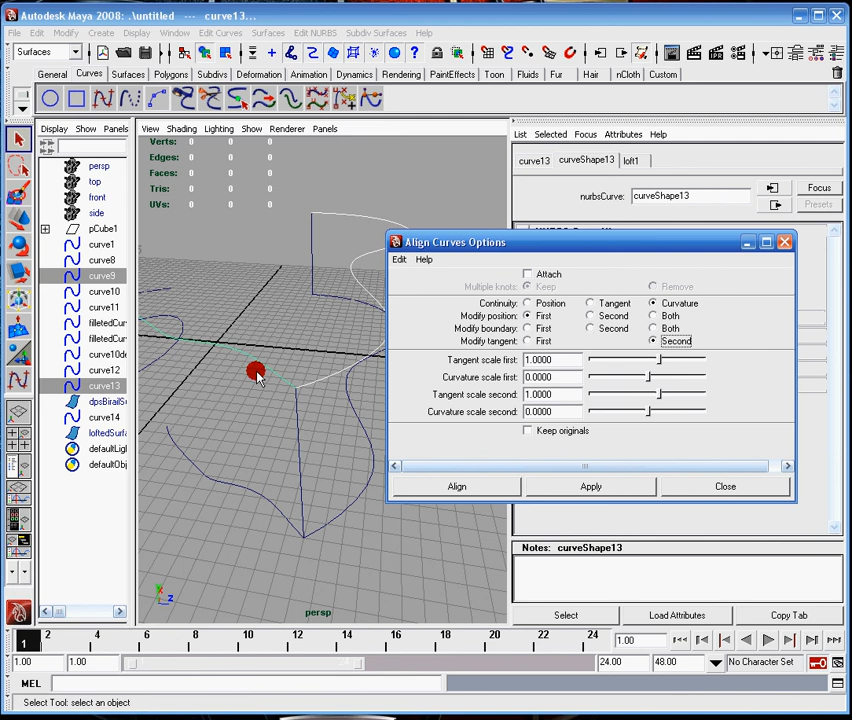 Autodesk Maya 2008: .\untitled --- curve13...
File Edit Modify Create Display Window Edit Curves Surfaces Edit NURBS Subdiv Surfaces Help
Surfaces
General Curves Surfaces Polygons Subdivs Deformation Animation Dynamics Rendering PaintEffects Toon Fluids Fur Hair nCloth Custom
Display Show Panels
View Shading Lighting Show Renderer Panels
List Selected Focus Attributes Help
Verts: 0 0 0
Edges: 0 0 0
Faces: 0 0 0
Tris: 0 0 0
UVs: 0 0 0
persp
top
front
side
pCube1
curve1
curve8
curve9
curve10
curve11
filletedCur
filletedCur
curve10de
curve12
curve13
dpsBirailS
curve14
loftedSurf
defaultLigl
defaultObj
curve13 curveShape13 loft1
nurbsCurve: curveShape13
Focus
Presets
Align Curves Options
Edit Help
Attach
Multiple knots: Keep Remove
Continuity: Position Tangent Curvature
Modify position: First Second Both
Modify boundary: First Second Both
Modify tangent: First Second
Tangent scale first: 1.0000
Curvature scale first: 0.0000
Tangent scale second: 1.0000
Curvature scale second: 0.0000
Keep originals
Align Apply Close
Notes: curveShape13
Select Load Attributes Copy Tab
z
persp
1 2 4 6 8 10 12 14 16 18 20 22 24
1.00
1.00 1.00 24 24.00 48.00 No Character Set
MEL
Select Tool: select an object